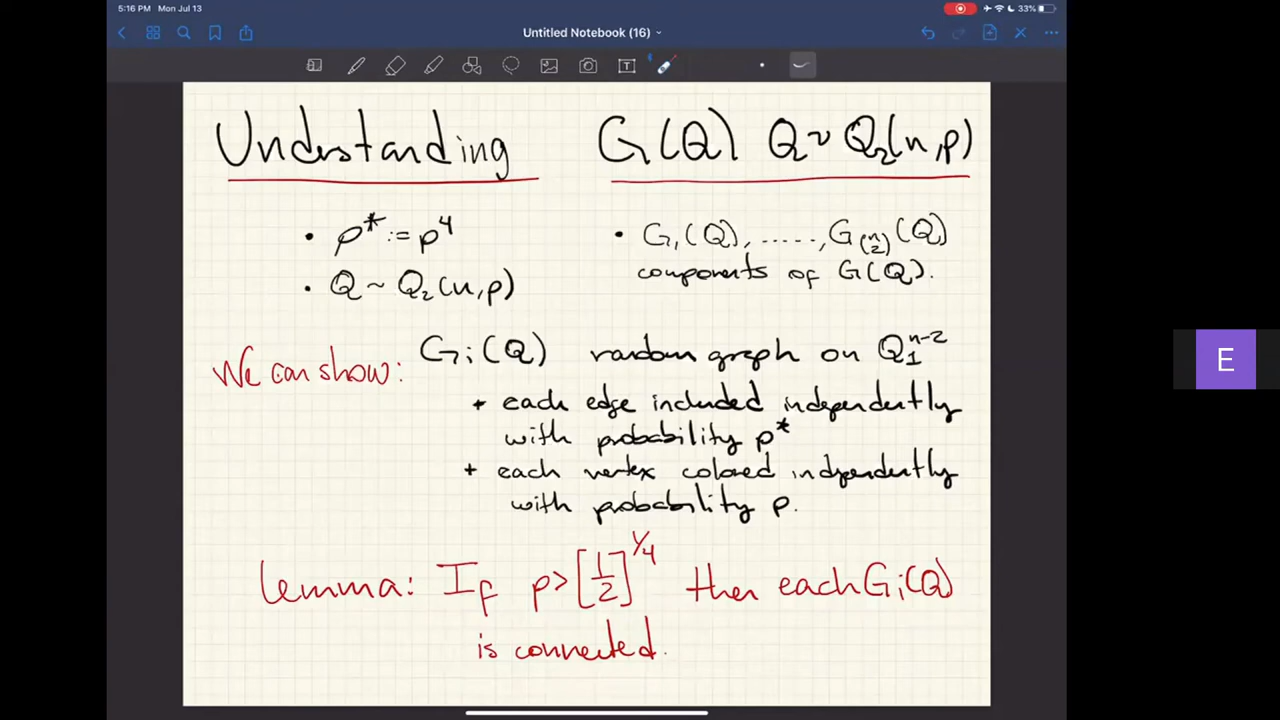 5:16 PM Mon Jul 13
33%
Untitled Notebook (16)
Understanding G(Q) Q ~ Q₂(n,p)
• p* := p⁴
• Q ~ Q₂(n,p)
• G₁(Q), ......, G_(n 2)(Q)
components of G(Q).
We can show: Gᵢ(Q) random graph on Q₁ⁿ⁻²
+ each edge included independently
with probability p*
+ each vertex colored independently
with probability p.
Lemma: If p > [1/2]^1/4 then each Gᵢ(Q)
is connected.
E